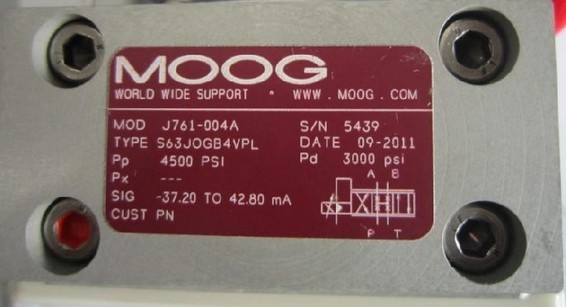 MOOG
WORLD WIDE SUPPORT • WWW.MOOG.COM
MOD J761-004A S/N 5439
TYPE S63JOGB4VPL DATE 09-2011
Pp 4500 PSI Pd 3000 psi
Px ---
SIG -37.20 TO 42.80 mA
CUST PN
A B
P T